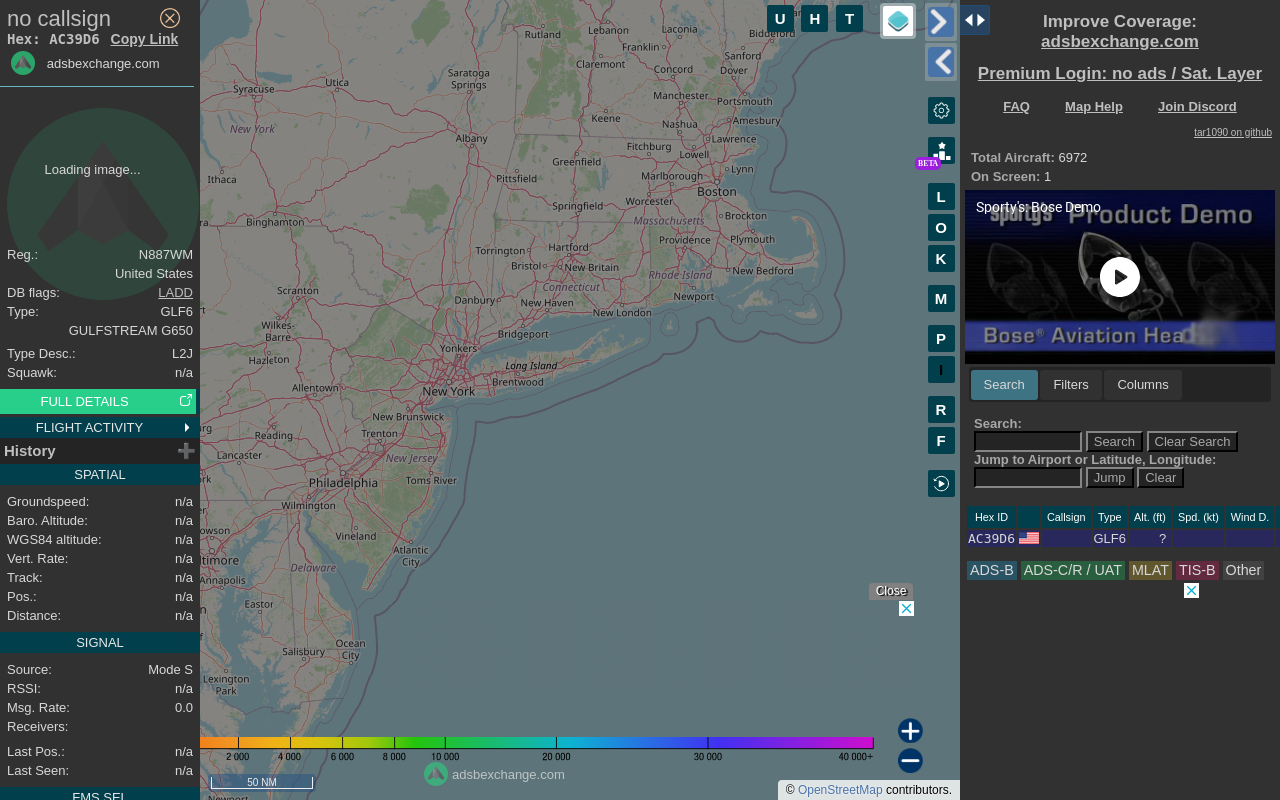 no callsign
Hex: AC39D6 Copy Link
adsbexchange.com
Loading image...
Reg.: N887WM
United States
DB flags: LADD
Type: GLF6
GULFSTREAM G650
Type Desc.: L2J
Squawk: n/a
FULL DETAILS
FLIGHT ACTIVITY
History
SPATIAL
Groundspeed: n/a
Baro. Altitude: n/a
WGS84 altitude: n/a
Vert. Rate: n/a
Track: n/a
Pos.: n/a
Distance: n/a
SIGNAL
Source: Mode S
RSSI: n/a
Msg. Rate: 0.0
Receivers:
Last Pos.: n/a
Last Seen: n/a
FMS SEL
U H T
Rutland
Lebanon
Laconia
Biddeford
Franklin
Claremont
Sanford
Dover
Saratoga
Springs
Concord
Utica
Syracuse
Manchester
Portsmouth
Keene
Nashua
Amesbury
New York
Albany
Lawrence
Fitchburg
Lowell
Greenfield
Lynn
Ithaca
Pittsfield
Marlborough
Boston
Worcester
Springfield
Binghamton
Massachusetts
Brockton
Torrington
Hartford
Providence
Plymouth
Bristol
New Britain
Rhode Island
New Bedford
Connecticut
Scranton
Danbury
New Haven
Newport
New London
Wilkes-
Barre
Bridgeport
Yonkers
Hazleton
Long Island
Brentwood
Allentown
New York
New Brunswick
Reading
Trenton
Lancaster
New Jersey
Philadelphia
Toms River
Wilmington
Vineland
Atlantic
City
Annapolis
Delaware
Easter
Ocean
City
Salisbury
Lexington
Park
BETA
L
O
K
M
P
I
R
F
Close
2 000 4 000 6 000 8 000 10 000 20 000 30 000 40 000+
adsbexchange.com
50 NM
© OpenStreetMap contributors.
Improve Coverage:
adsbexchange.com
Premium Login: no ads / Sat. Layer
FAQ Map Help Join Discord
tar1090 on github
Total Aircraft: 6972
On Screen: 1
Sporty's: Bose Demo
sporty's Product Demo
Bose® Aviation Head
Search Filters Columns
Search:
Search Clear Search
Jump to Airport or Latitude, Longitude:
Jump Clear
Hex ID Callsign Type Alt. (ft) Spd. (kt) Wind D.
AC39D6 GLF6 ?
ADS-B ADS-C/R / UAT MLAT TIS-B Other